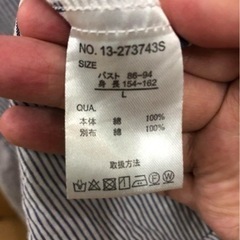 NO. 13-273743S
SIZE
バスト 86-94
身 長 154-162
L
QUA.
本体 綿 100%
別布 綿 100%
取扱方法